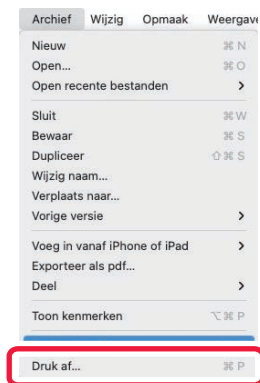 Archief Wijzig Opmaak Weergave
Nieuw ⌘ N
Open... ⌘ O
Open recente bestanden >
Sluit ⌘ W
Bewaar ⌘ S
Dupliceer ⇧ ⌘ S
Wijzig naam...
Verplaats naar...
Vorige versie >
Voeg in vanaf iPhone of iPad >
Exporteer als pdf...
Deel >
Toon kenmerken ⌥ ⌘ P
Druk af... ⌘ P